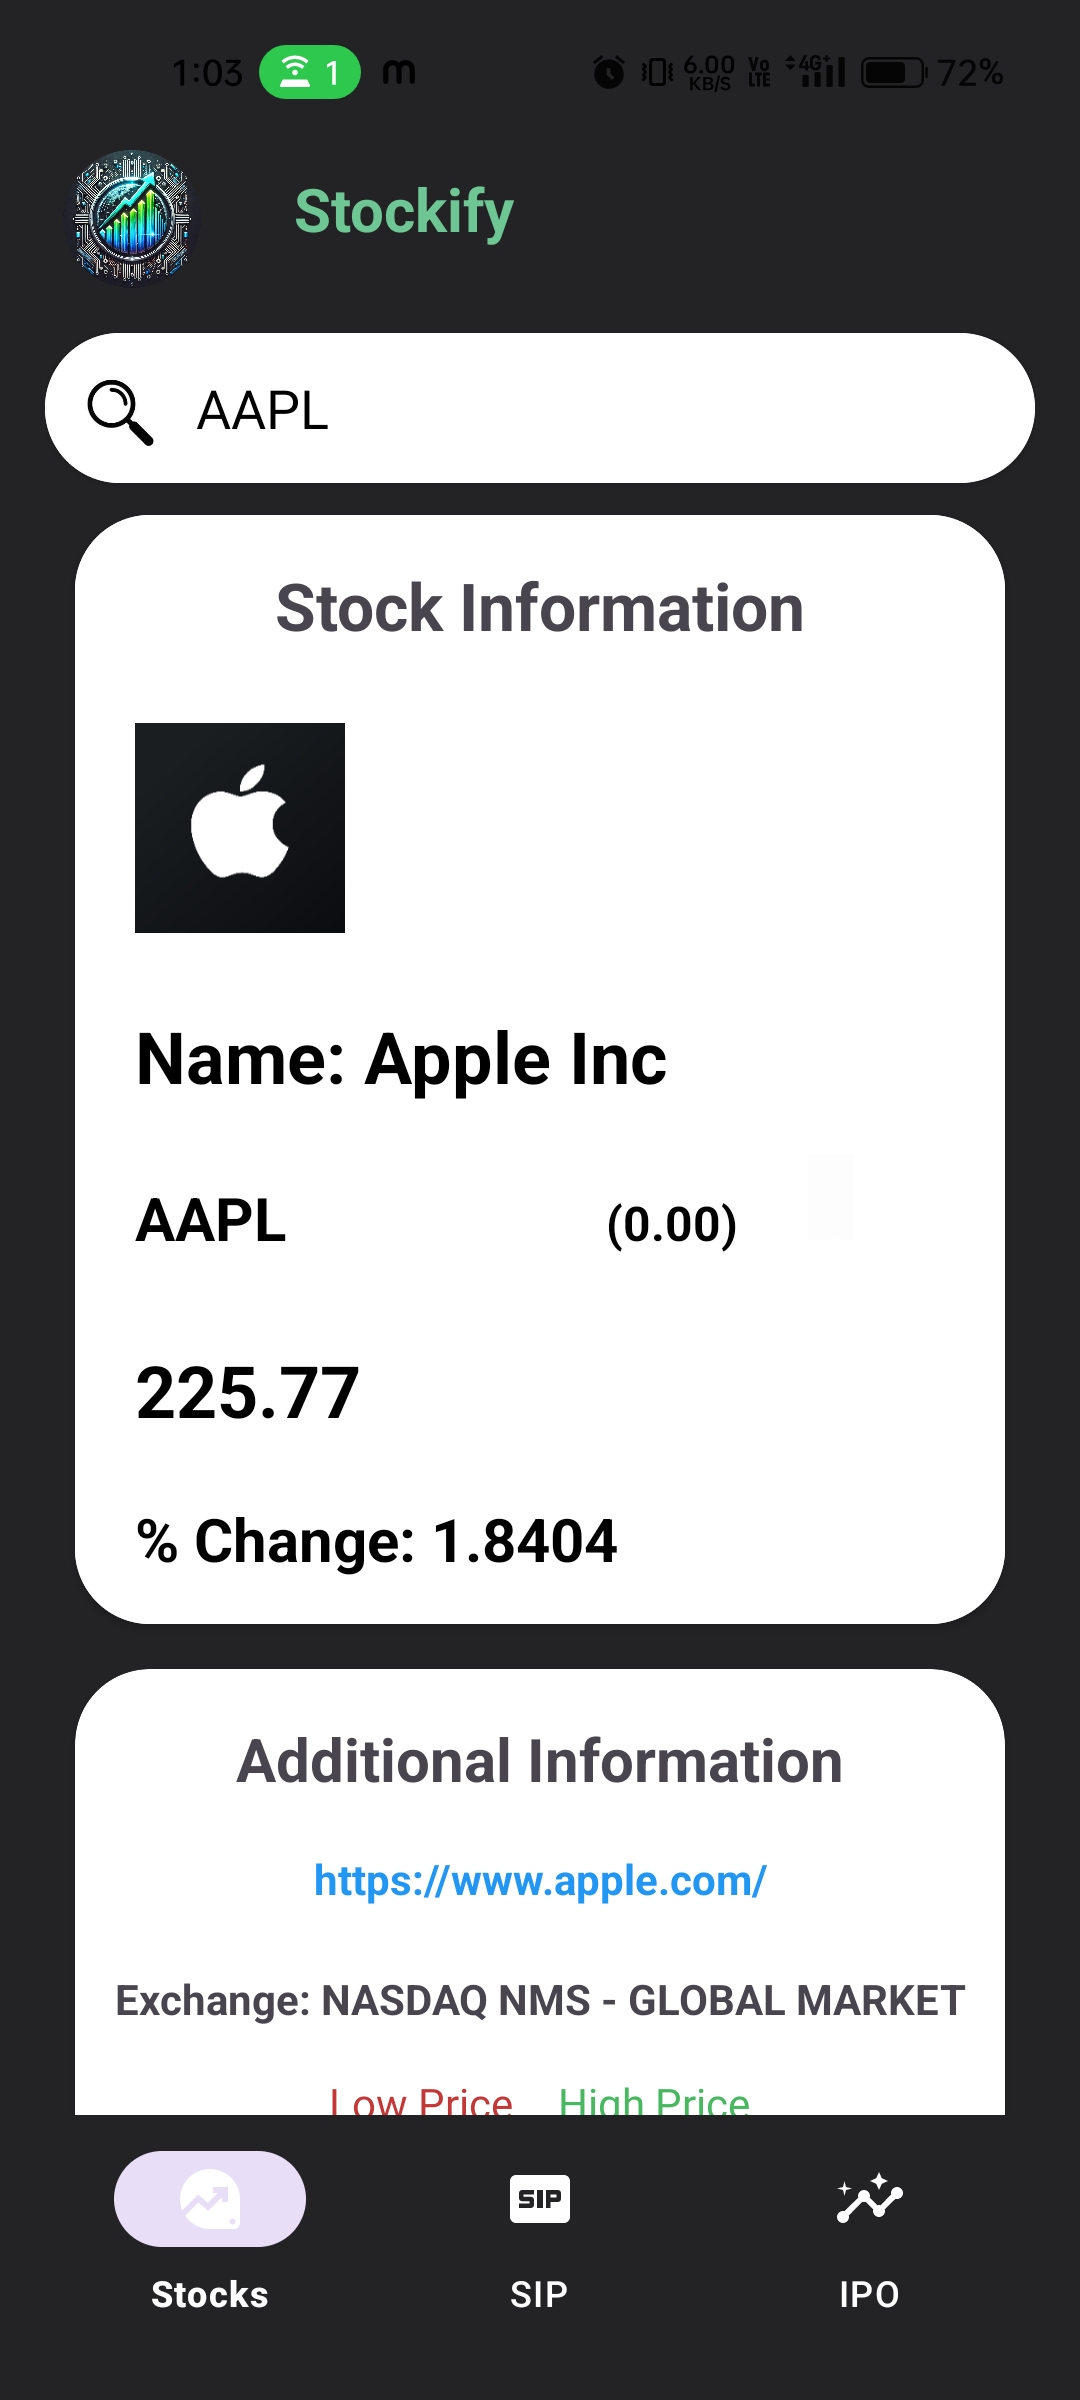 1:03 1 m 6.00 KB/S Vo LTE 4G+ 72%
Stockify
AAPL
Stock Information
Name: Apple Inc
AAPL (0.00)
225.77
% Change: 1.8404
Additional Information
https://www.apple.com/
Exchange: NASDAQ NMS - GLOBAL MARKET
Low Price High Price
SIP
Stocks SIP IPO